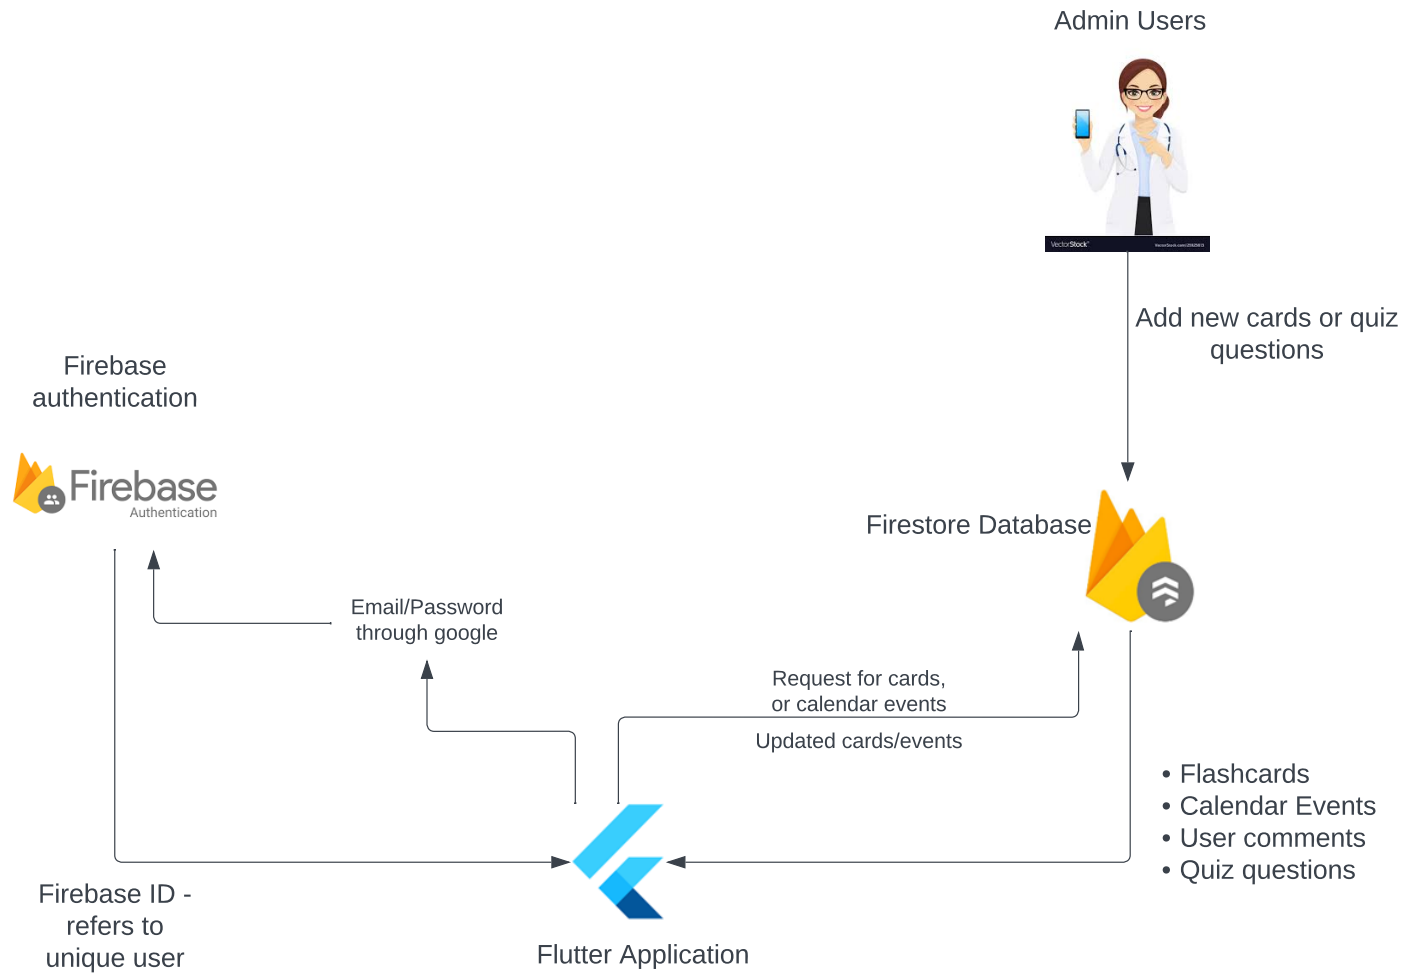 Admin Users
VectorStock
Add new cards or quiz
questions
Firebase
authentication
Firebase
Authentication
Firestore Database
Email/Password
through google
Request for cards,
or calendar events
Updated cards/events
• Flashcards
• Calendar Events
• User comments
• Quiz questions
Firebase ID -
refers to
unique user
Flutter Application